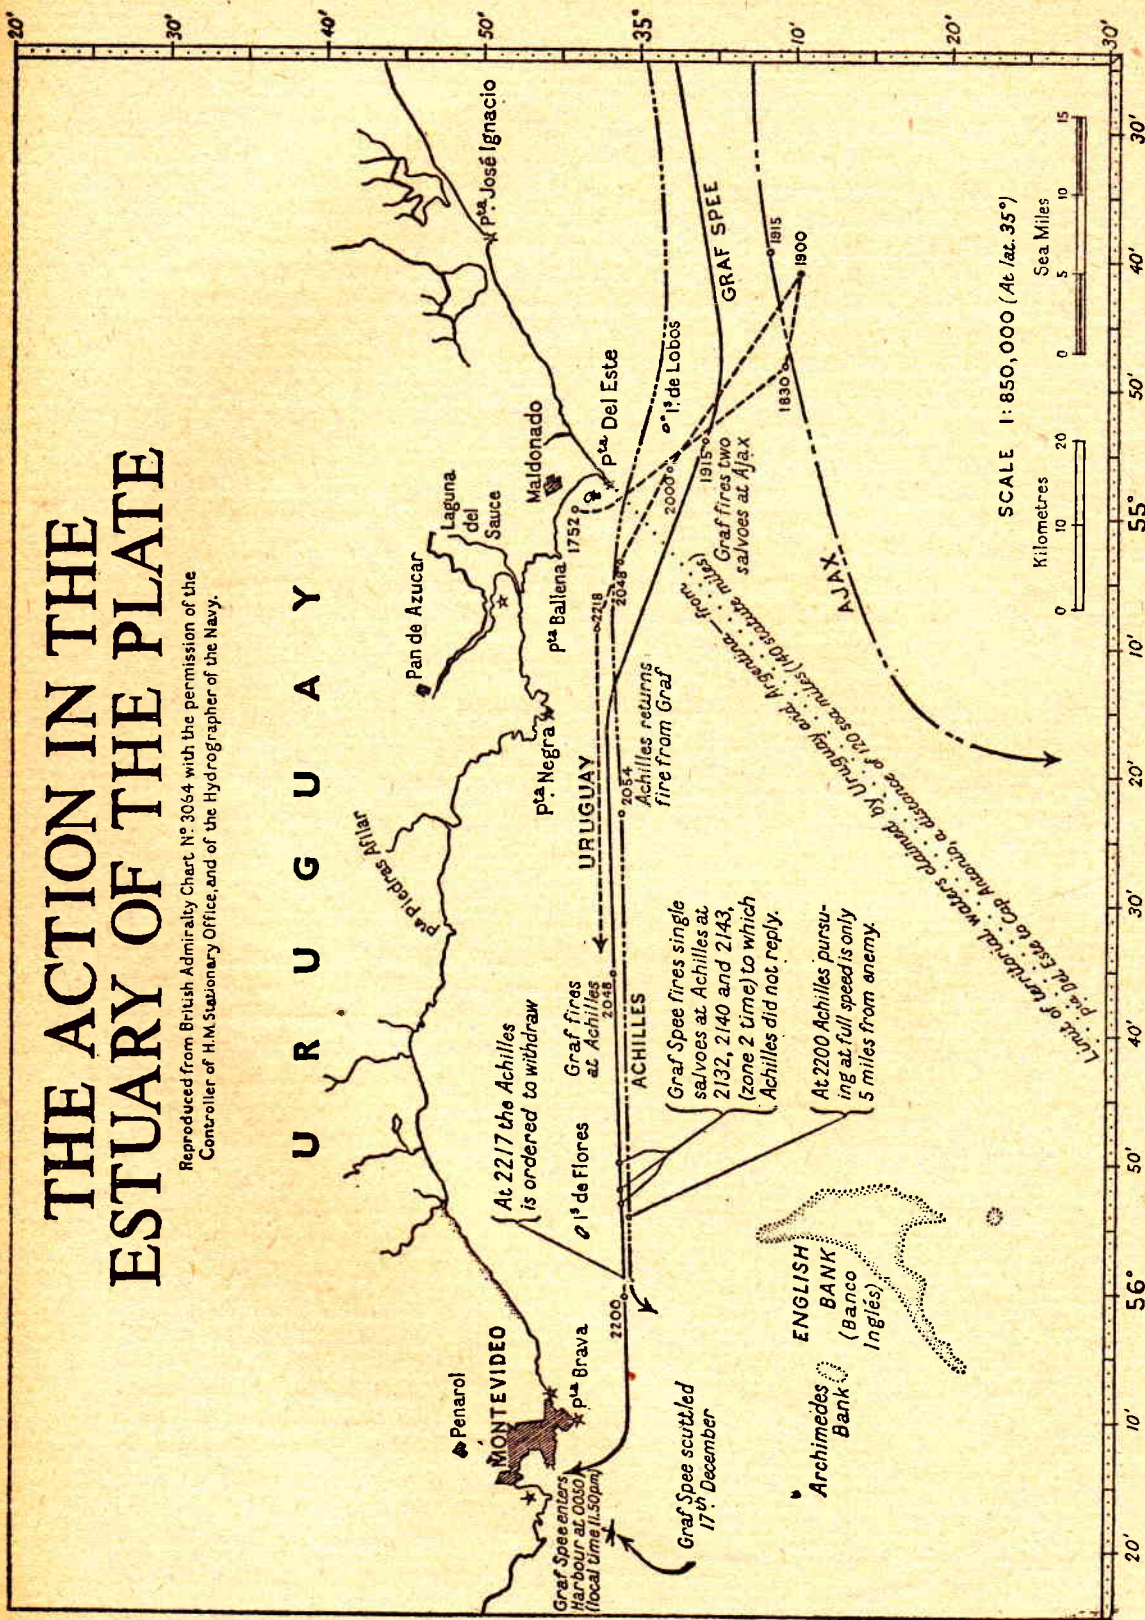 THE ACTION IN THE
ESTUARY OF THE PLATE
Reproduced from British Admiralty Chart Nº 3064 with the permission of the
Controller of H.M. Stationary Office, and of the Hydrographer of the Navy.
URUGUAY
Penarol
MONTEVIDEO
Pta Brava
Pta Piedras Afilar
Pan de Azucar
Laguna
del
Sauce
Maldonado
Pta Negra
Pta Ballena
Pta Del Este
Pta José Ignacio
Is de Flores
Is. de Lobos
At 2217 the Achilles
is ordered to withdraw
Graf fires
at Achilles
2048
URUGUAY
2218
1752
2048
2000
1915
Graf fires two
salvoes at Ajax
2054
Achilles returns
fire from Graf
GRAF SPEE
1915
1900
1830
AJAX
ACHILLES
2200
Graf Spee enters
Harbour at 0050
(local time 11.50pm)
Graf Spee scuttled
17th December
Graf Spee fires single
salvoes at Achilles at
2132, 2140 and 2143,
(zone 2 time) to which
Achilles did not reply.
At 2200 Achilles pursu-
ing at full speed is only
5 miles from enemy.
Limit of territorial waters claimed by Uruguay and Argentina from
Pta Del Este to Cap Antonio, a distance of 120 sea miles (140 statute miles)
ENGLISH
BANK
(Banco
Inglés)
Archimedes
Bank
SCALE 1:850,000 (At lat. 35°)
Kilometres
0 10 20
Sea Miles
0 5 10 15
20'
30'
40'
50'
35°
10'
20'
30'
20'
10'
56°
50'
40'
30'
20'
10'
55°
50'
40'
30'